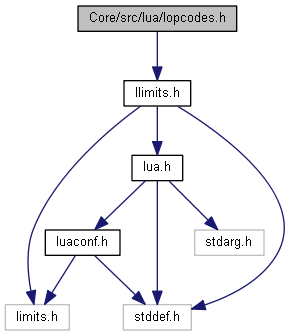 Core/src/lua/lopcodes.h
llimits.h
lua.h
luaconf.h
stdarg.h
limits.h
stddef.h